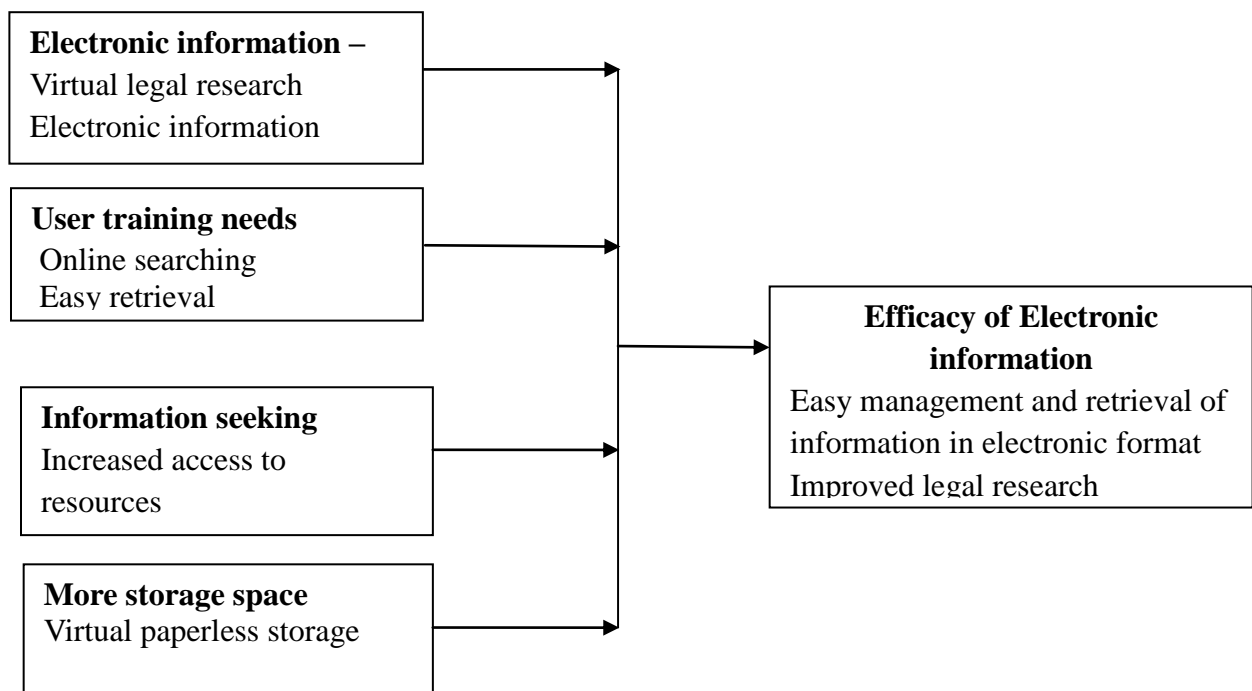 Electronic information –
Virtual legal research
Electronic information
User training needs
Online searching
Easy retrieval
Information seeking
Increased access to
resources
More storage space
Virtual paperless storage
Efficacy of Electronic
information
Easy management and retrieval of
information in electronic format
Improved legal research